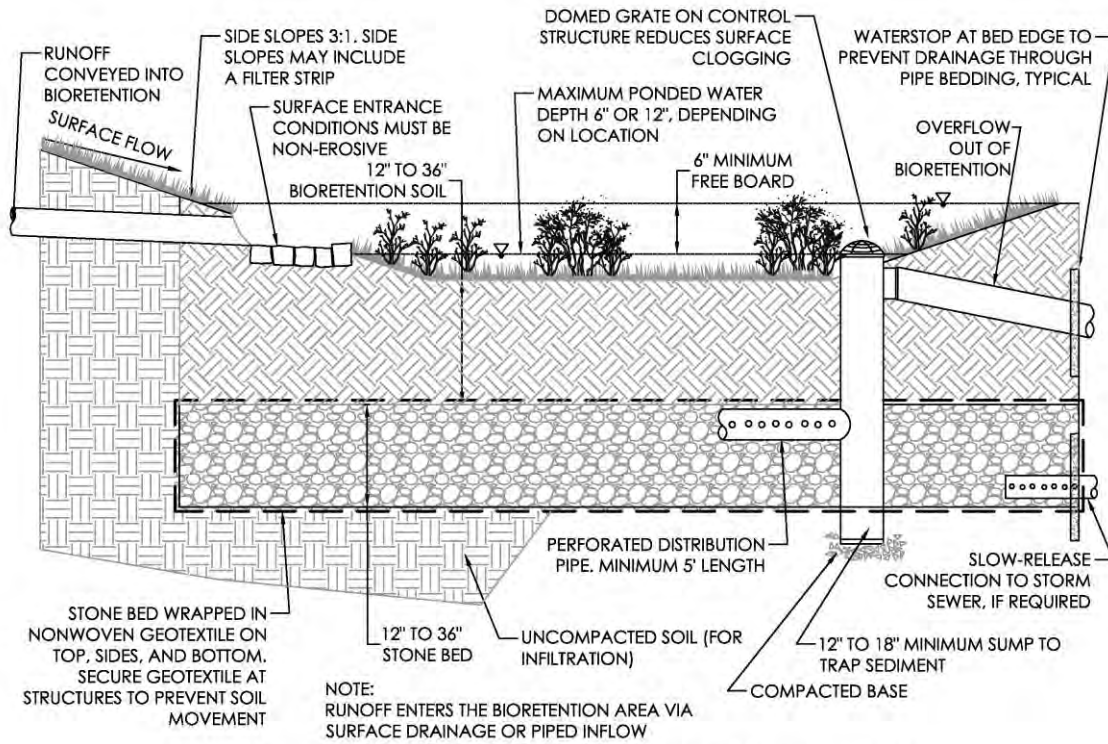 RUNOFF
CONVEYED INTO
BIORETENTION
SURFACE FLOW
SIDE SLOPES 3:1. SIDE
SLOPES MAY INCLUDE
A FILTER STRIP
SURFACE ENTRANCE
CONDITIONS MUST BE
NON-EROSIVE
12" TO 36"
BIORETENTION SOIL
DOMED GRATE ON CONTROL
STRUCTURE REDUCES SURFACE
CLOGGING
MAXIMUM PONDED WATER
DEPTH 6" OR 12", DEPENDING
ON LOCATION
6" MINIMUM
FREE BOARD
WATERSTOP AT BED EDGE TO
PREVENT DRAINAGE THROUGH
PIPE BEDDING, TYPICAL
OVERFLOW
OUT OF
BIORETENTION
STONE BED WRAPPED IN
NONWOVEN GEOTEXTILE ON
TOP, SIDES, AND BOTTOM.
SECURE GEOTEXTILE AT
STRUCTURES TO PREVENT SOIL
MOVEMENT
12" TO 36"
STONE BED
UNCOMPACTED SOIL (FOR
INFILTRATION)
PERFORATED DISTRIBUTION
PIPE. MINIMUM 5' LENGTH
COMPACTED BASE
12" TO 18" MINIMUM SUMP TO
TRAP SEDIMENT
SLOW-RELEASE
CONNECTION TO STORM
SEWER, IF REQUIRED
NOTE:
RUNOFF ENTERS THE BIORETENTION AREA VIA
SURFACE DRAINAGE OR PIPED INFLOW